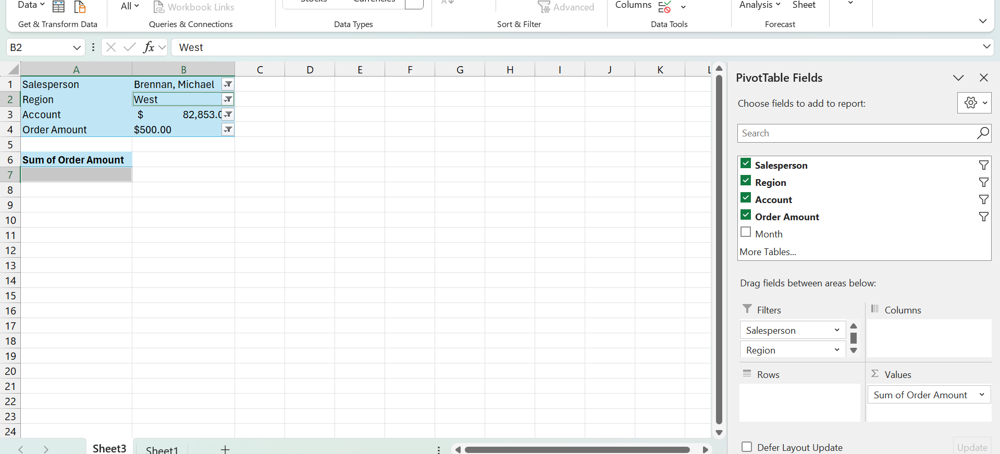 Stocks Currencies
Data All Workbook Links Advanced Columns Analysis Sheet
Get & Transform Data Queries & Connections Data Types Sort & Filter Data Tools Forecast
B2 fx West
A B C D E F G H I J K L
1 Salesperson Brennan, Michael
2 Region West
3 Account $ 82,853.0
4 Order Amount $500.00
5
6 Sum of Order Amount
7
8
9
10
11
12
13
14
15
16
17
18
19
20
21
22
23
24
Sheet3 Sheet1 +
PivotTable Fields
Choose fields to add to report:
Search
Salesperson
Region
Account
Order Amount
Month
More Tables...
Drag fields between areas below:
Filters Columns
Salesperson
Region
Rows Σ Values
Sum of Order Amount
Defer Layout Update Update